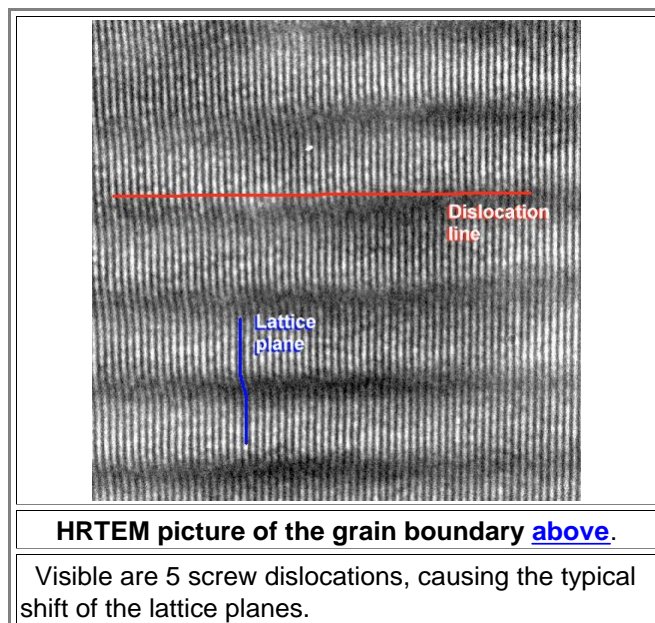 Dislocation
line
Lattice
plane
HRTEM picture of the grain boundary above.
Visible are 5 screw dislocations, causing the typical
shift of the lattice planes.